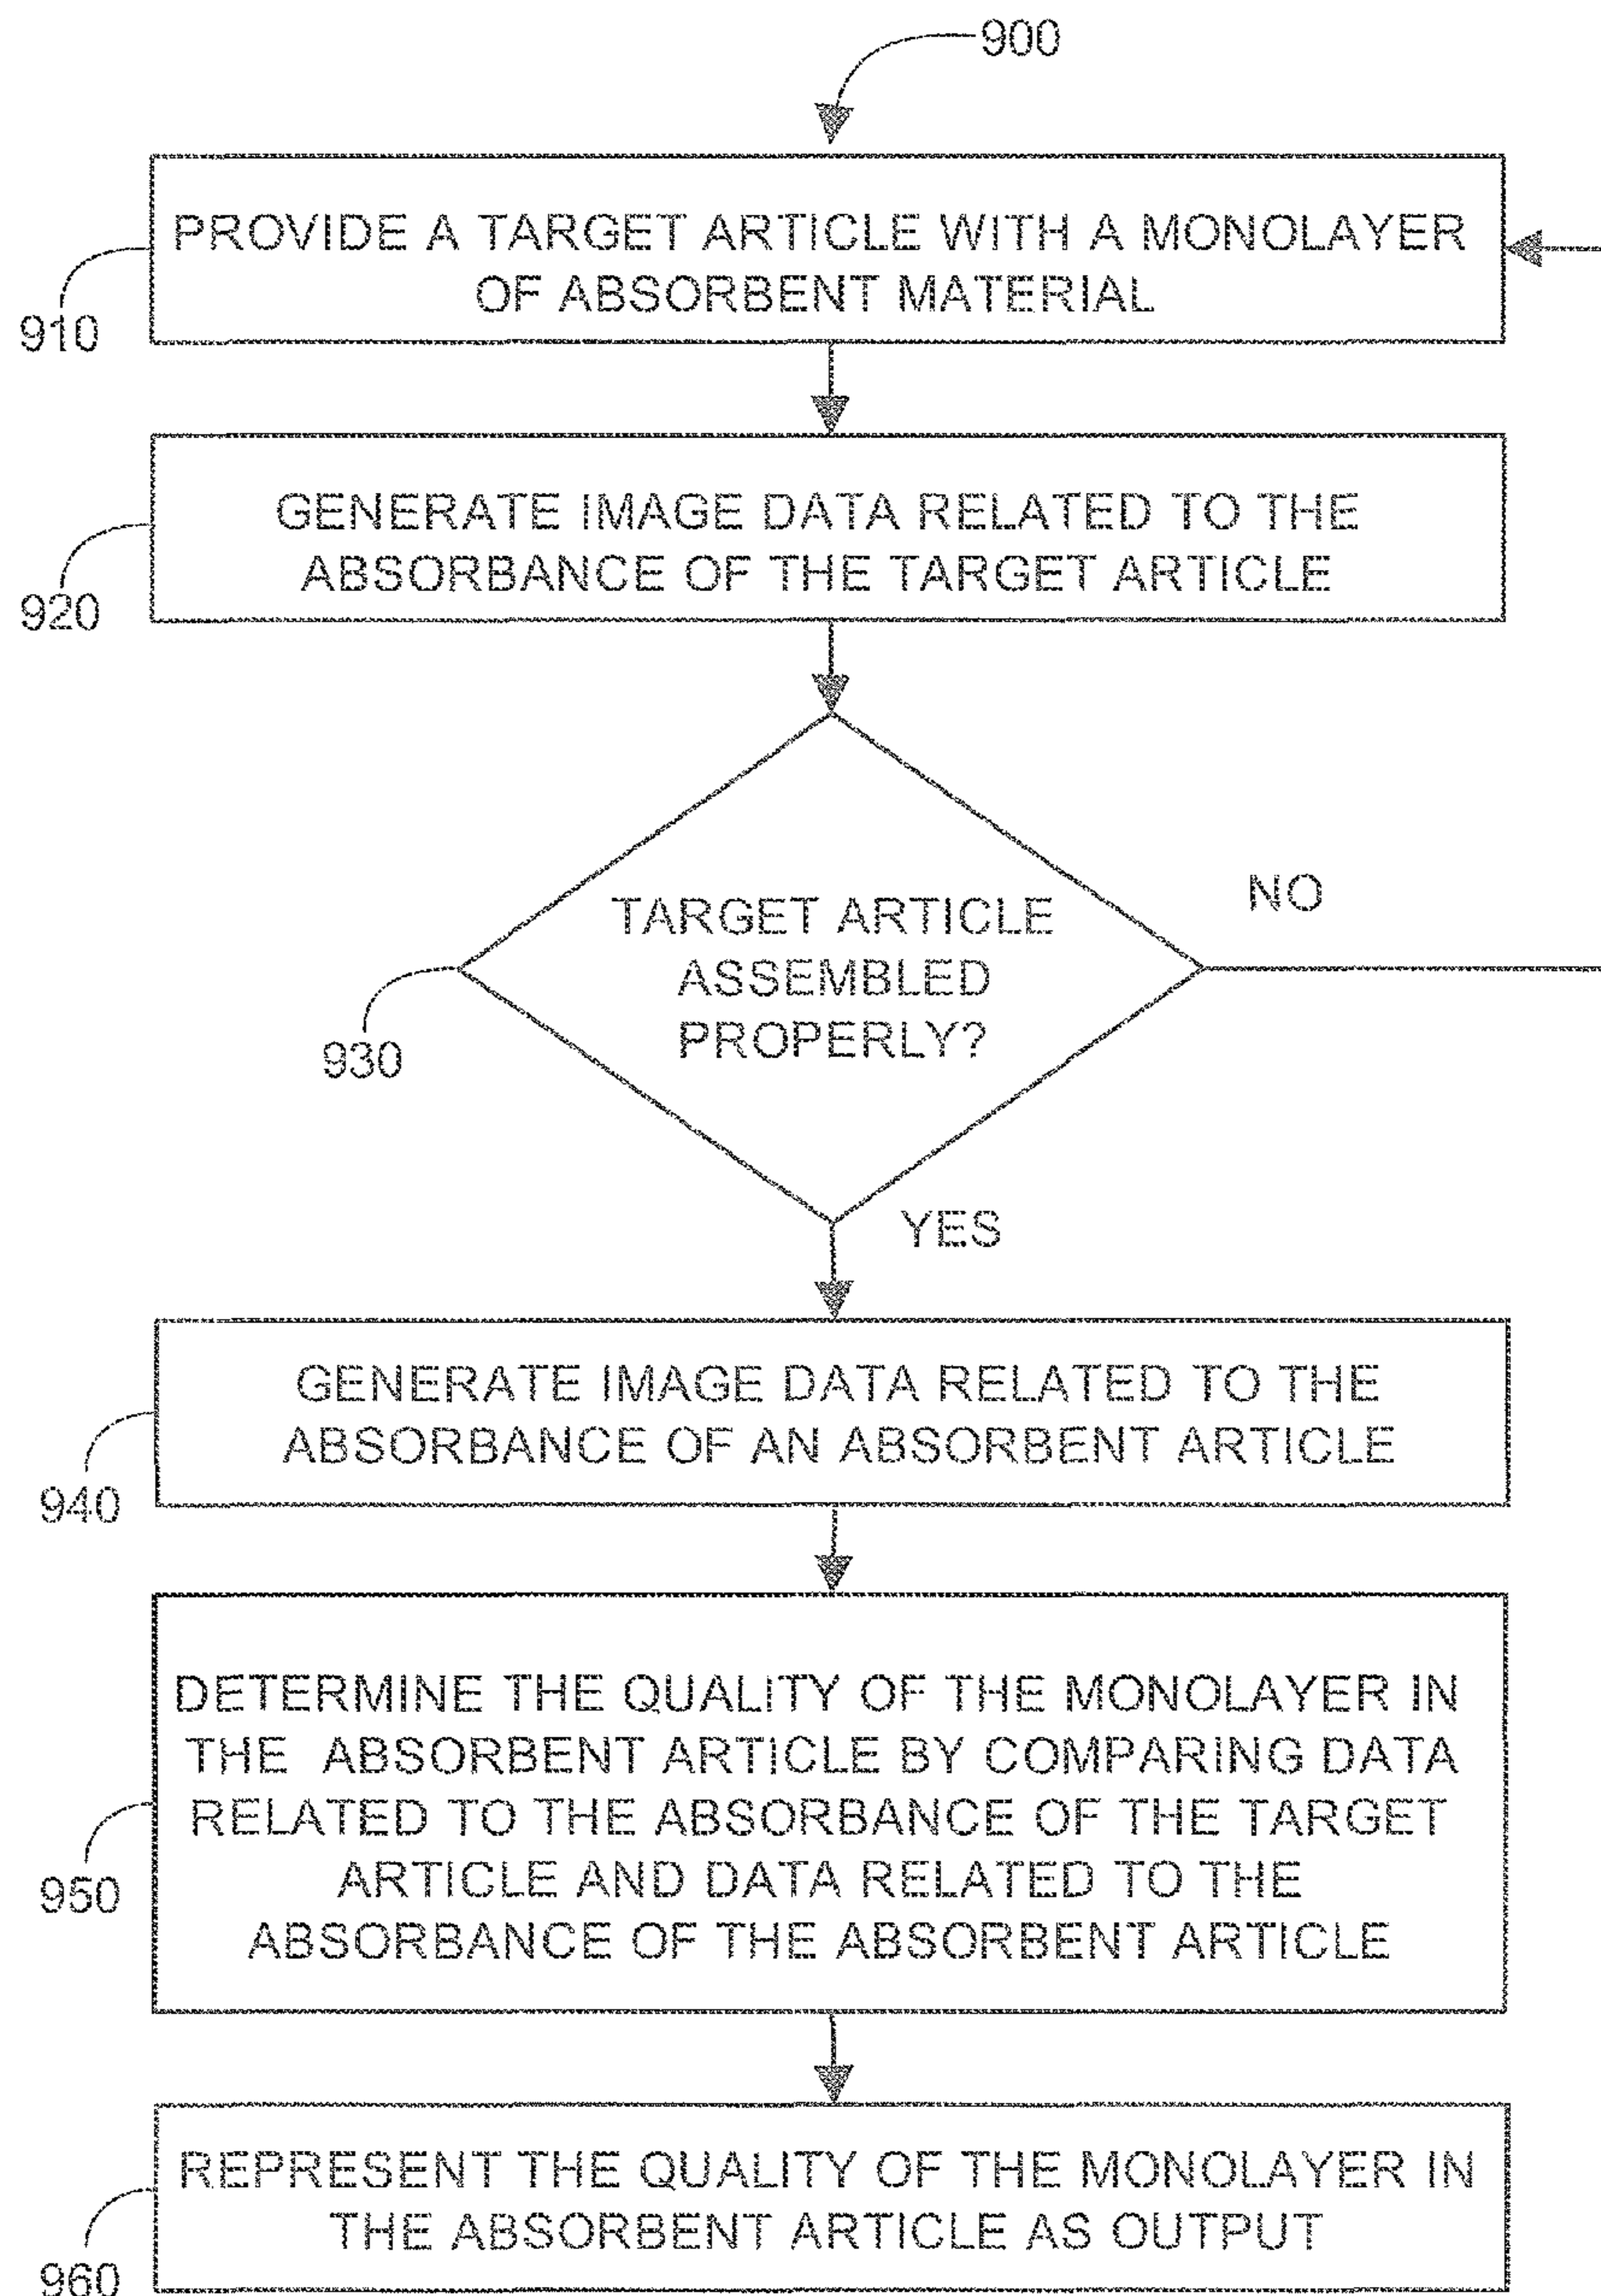 900
PROVIDE A TARGET ARTICLE WITH A MONOLAYER
OF ABSORBENT MATERIAL
910
GENERATE IMAGE DATA RELATED TO THE
ABSORBANCE OF THE TARGET ARTICLE
920
TARGET ARTICLE
ASSEMBLED
PROPERLY?
NO
930
YES
GENERATE IMAGE DATA RELATED TO THE
ABSORBANCE OF AN ABSORBENT ARTICLE
940
DETERMINE THE QUALITY OF THE MONOLAYER IN
THE ABSORBENT ARTICLE BY COMPARING DATA
RELATED TO THE ABSORBANCE OF THE TARGET
ARTICLE AND DATA RELATED TO THE
ABSORBANCE OF THE ABSORBENT ARTICLE
950
REPRESENT THE QUALITY OF THE MONOLAYER IN
THE ABSORBENT ARTICLE AS OUTPUT
960